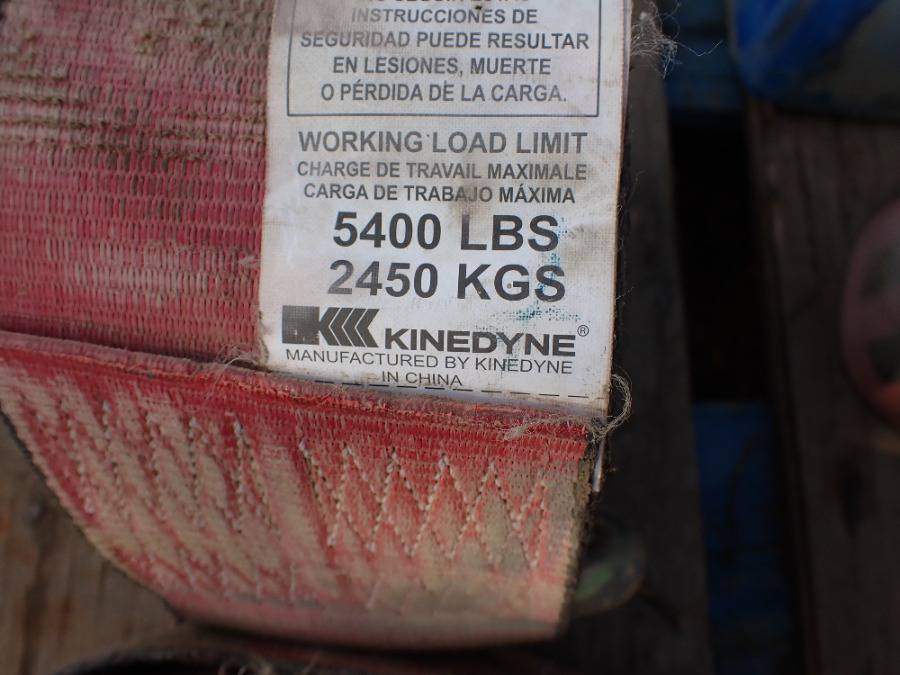 INSTRUCCIONES DE
SEGURIDAD PUEDE RESULTAR
EN LESIONES, MUERTE
O PÉRDIDA DE LA CARGA.
WORKING LOAD LIMIT
CHARGE DE TRAVAIL MAXIMALE
CARGA DE TRABAJO MÁXIMA
5400 LBS
2450 KGS
KINEDYNE®
MANUFACTURED BY KINEDYNE
IN CHINA